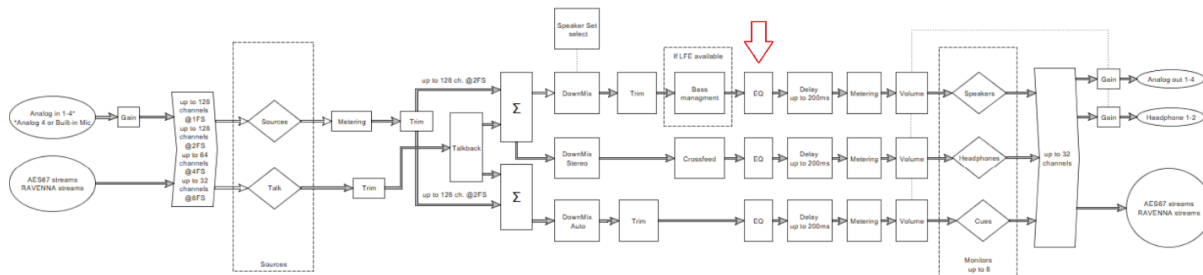 Speaker Set
select
If LFE available
up to 128 ch. @2FS
Analog in 1-4*
*Analog 4 or Built-in Mic
Gain
up to 128
channels
@1FS
up to 128
channels
@2FS
up to 64
channels
@4FS
up to 32
channels
@8FS
Sources
Metering
Trim
Σ
DownMix
Trim
Bass
managment
EQ
Delay
up to 200ms
Metering
Volume
Speakers
Gain
Analog out 1-4
Gain
Headphone 1-2
Talkback
DownMix
Stereo
Crossfeed
EQ
Delay
up to 200ms
Metering
Volume
Headphones
up to 32
channels
AES67 streams
RAVENNA streams
Talk
Trim
up to 128 ch. @2FS
Σ
DownMix
Auto
Trim
EQ
Delay
up to 200ms
Metering
Volume
Cues
AES67 streams
RAVENNA streams
Sources
Monitors
up to 8